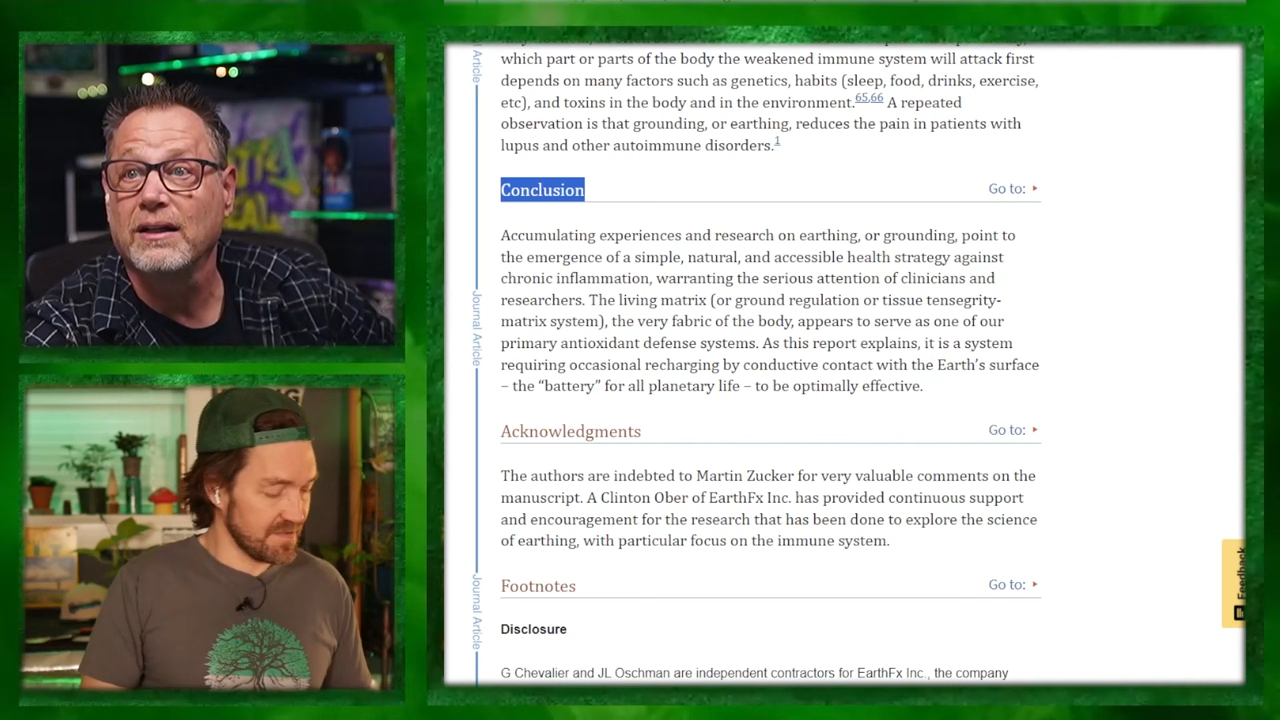 which part or parts of the body the weakened immune system will attack first
depends on many factors such as genetics, habits (sleep, food, drinks, exercise,
etc), and toxins in the body and in the environment.65,66 A repeated
observation is that grounding, or earthing, reduces the pain in patients with
lupus and other autoimmune disorders.1
Conclusion
Go to:
Accumulating experiences and research on earthing, or grounding, point to
the emergence of a simple, natural, and accessible health strategy against
chronic inflammation, warranting the serious attention of clinicians and
researchers. The living matrix (or ground regulation or tissue tensegrity-
matrix system), the very fabric of the body, appears to serve as one of our
primary antioxidant defense systems. As this report explains, it is a system
requiring occasional recharging by conductive contact with the Earth’s surface
– the “battery” for all planetary life – to be optimally effective.
Acknowledgments
Go to:
The authors are indebted to Martin Zucker for very valuable comments on the
manuscript. A Clinton Ober of EarthFx Inc. has provided continuous support
and encouragement for the research that has been done to explore the science
of earthing, with particular focus on the immune system.
Footnotes
Go to:
Disclosure
G Chevalier and JL Oschman are independent contractors for EarthFx Inc., the company
Article
Journal Article
Journal Article
Feedback